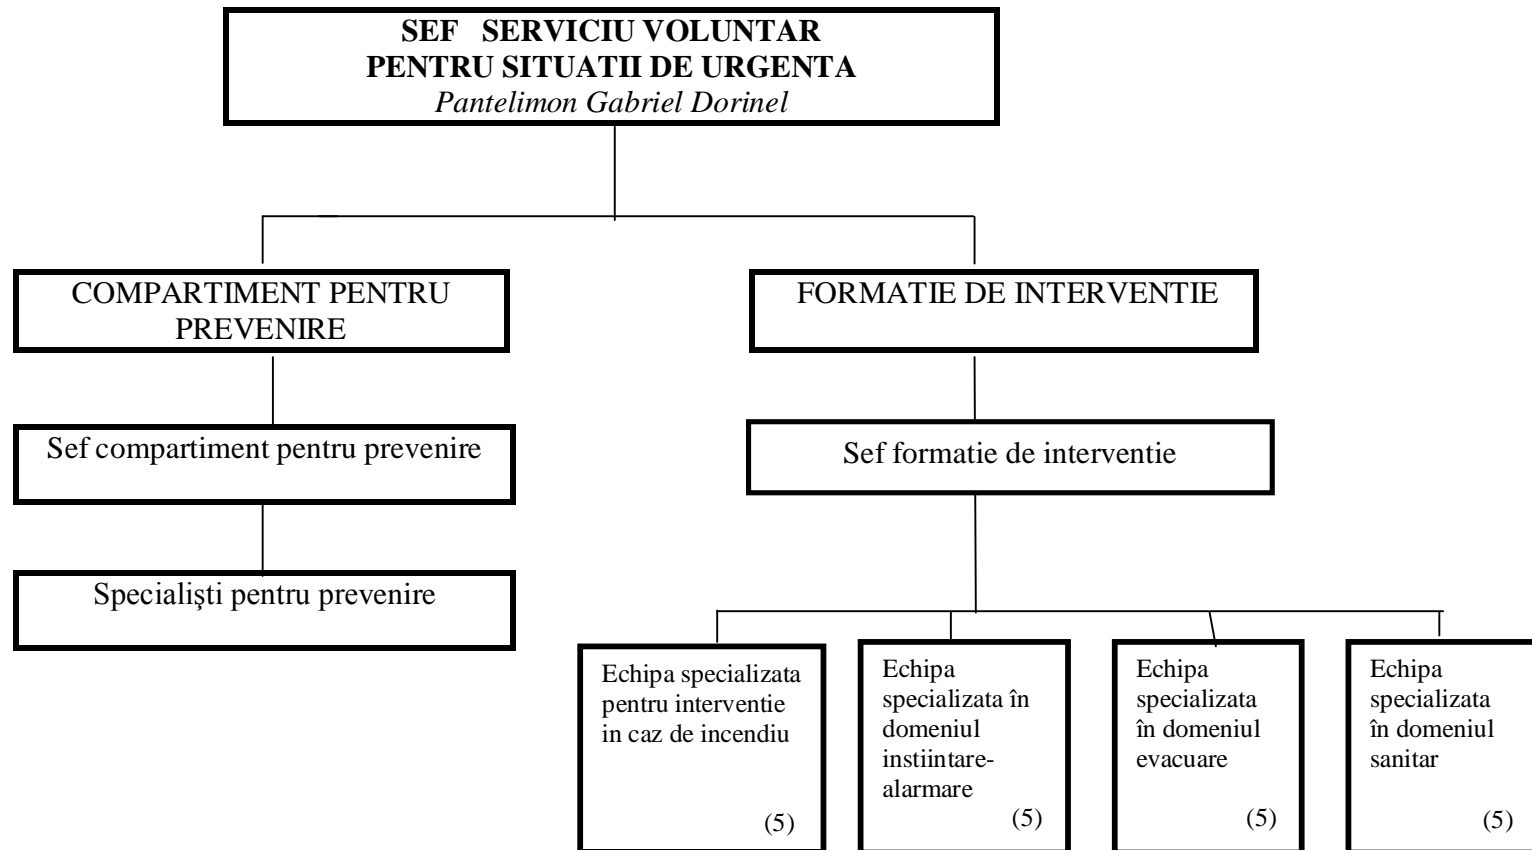 SEF SERVICIU VOLUNTAR
PENTRU SITUATII DE URGENTA
Pantelimon Gabriel Dorinel
COMPARTIMENT PENTRU
PREVENIRE
FORMATIE DE INTERVENTIE
Sef compartiment pentru prevenire
Sef formatie de interventie
Specialişti pentru prevenire
Echipa specializata
pentru interventie
in caz de incendiu
(5)
Echipa
specializata în
domeniul
instiintare-
alarmare
(5)
Echipa
specializata
în domeniul
evacuare
(5)
Echipa
specializata
în domeniul
sanitar
(5)